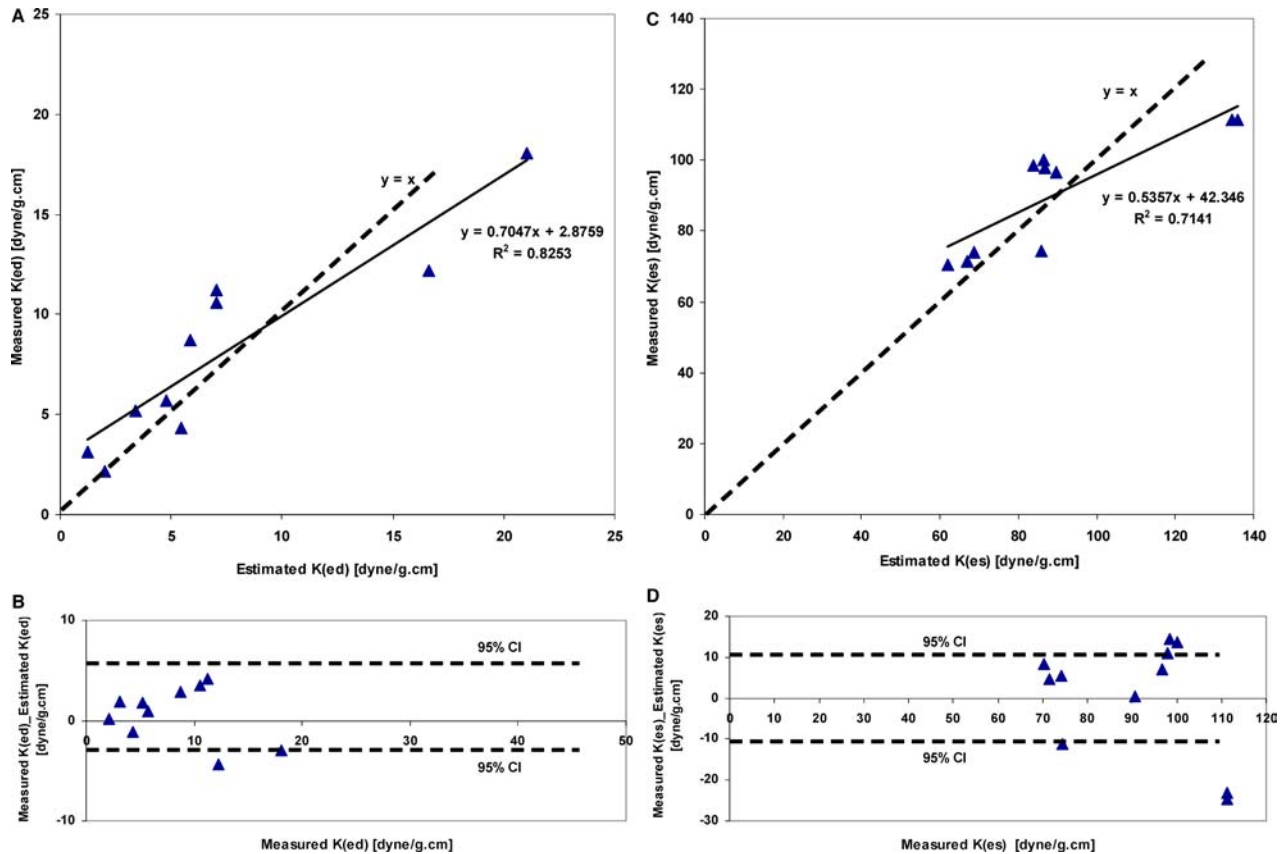 A
25
20
15
10
5
0
0 5 10 15 20 25
Measured K(ed) [dyne/g.cm]
Estimated K(ed) [dyne/g.cm]
y = x
y = 0.7047x + 2.8759
R² = 0.8253
C
140
120
100
80
60
40
20
0
0 20 40 60 80 100 120 140
Measured K(es) [dyne/g.cm]
Estimated K(es) [dyne/g.cm]
y = x
y = 0.5357x + 42.346
R² = 0.7141
B
10
0
-10
0 10 20 30 40 50
Measured K(ed)_Estimated K(ed)
[dyne/g.cm]
95% CI
95% CI
Measured K(ed) [dyne/g.cm]
D
20
10
0
-10
-20
-30
0 10 20 30 40 50 60 70 80 90 100 110 120
Measured K(es)_Estimated K(es)
[dyne/g.cm]
95% CI
95% CI
Measured K(es) [dyne/g.cm]